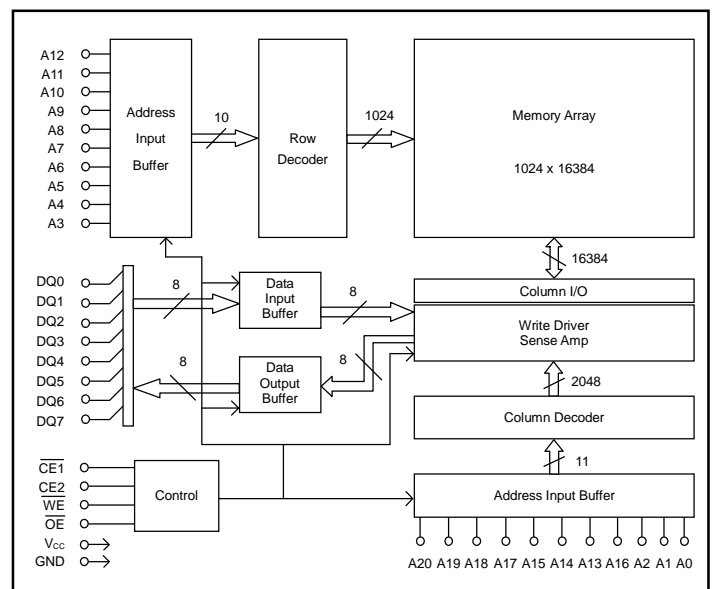 A12
A11
A10
A9
A8
A7
A6
A5
A4
A3
Address
Input
Buffer
10
Row
Decoder
1024
Memory Array
1024 x 16384
16384
DQ0
DQ1
DQ2
DQ3
DQ4
DQ5
DQ6
DQ7
8
Data
Input
Buffer
8
Column I/O
Write Driver
Sense Amp
8
Data
Output
Buffer
8
2048
Column Decoder
11
C̅E̅1̅
CE2
W̅E̅
O̅E̅
VCC
GND
Control
Address Input Buffer
A20 A19 A18 A17 A15 A14 A13 A16 A2 A1 A0